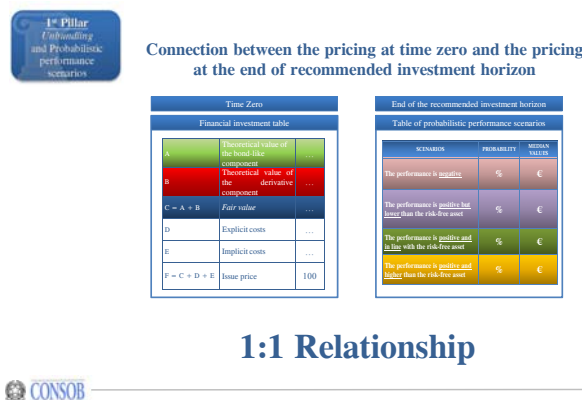 1st Pillar
Unbundling
and Probabilistic
performance
scenarios
Connection between the pricing at time zero and the pricing
at the end of recommended investment horizon
Time Zero
Financial investment table
A Theoretical value of the bond-like component …
B Theoretical value of the derivative component …
C = A + B Fair value …
D Explicit costs …
E Implicit costs …
F = C + D + E Issue price 100
End of the recommended investment horizon
Table of probabilistic performance scenarios
SCENARIOS PROBABILITY MEDIAN VALUES
The performance is negative % €
The performance is positive but lower than the risk-free asset % €
The performance is positive and in line with the risk-free asset % €
The performance is positive and higher than the risk-free asset % €
1:1 Relationship
CONSOB